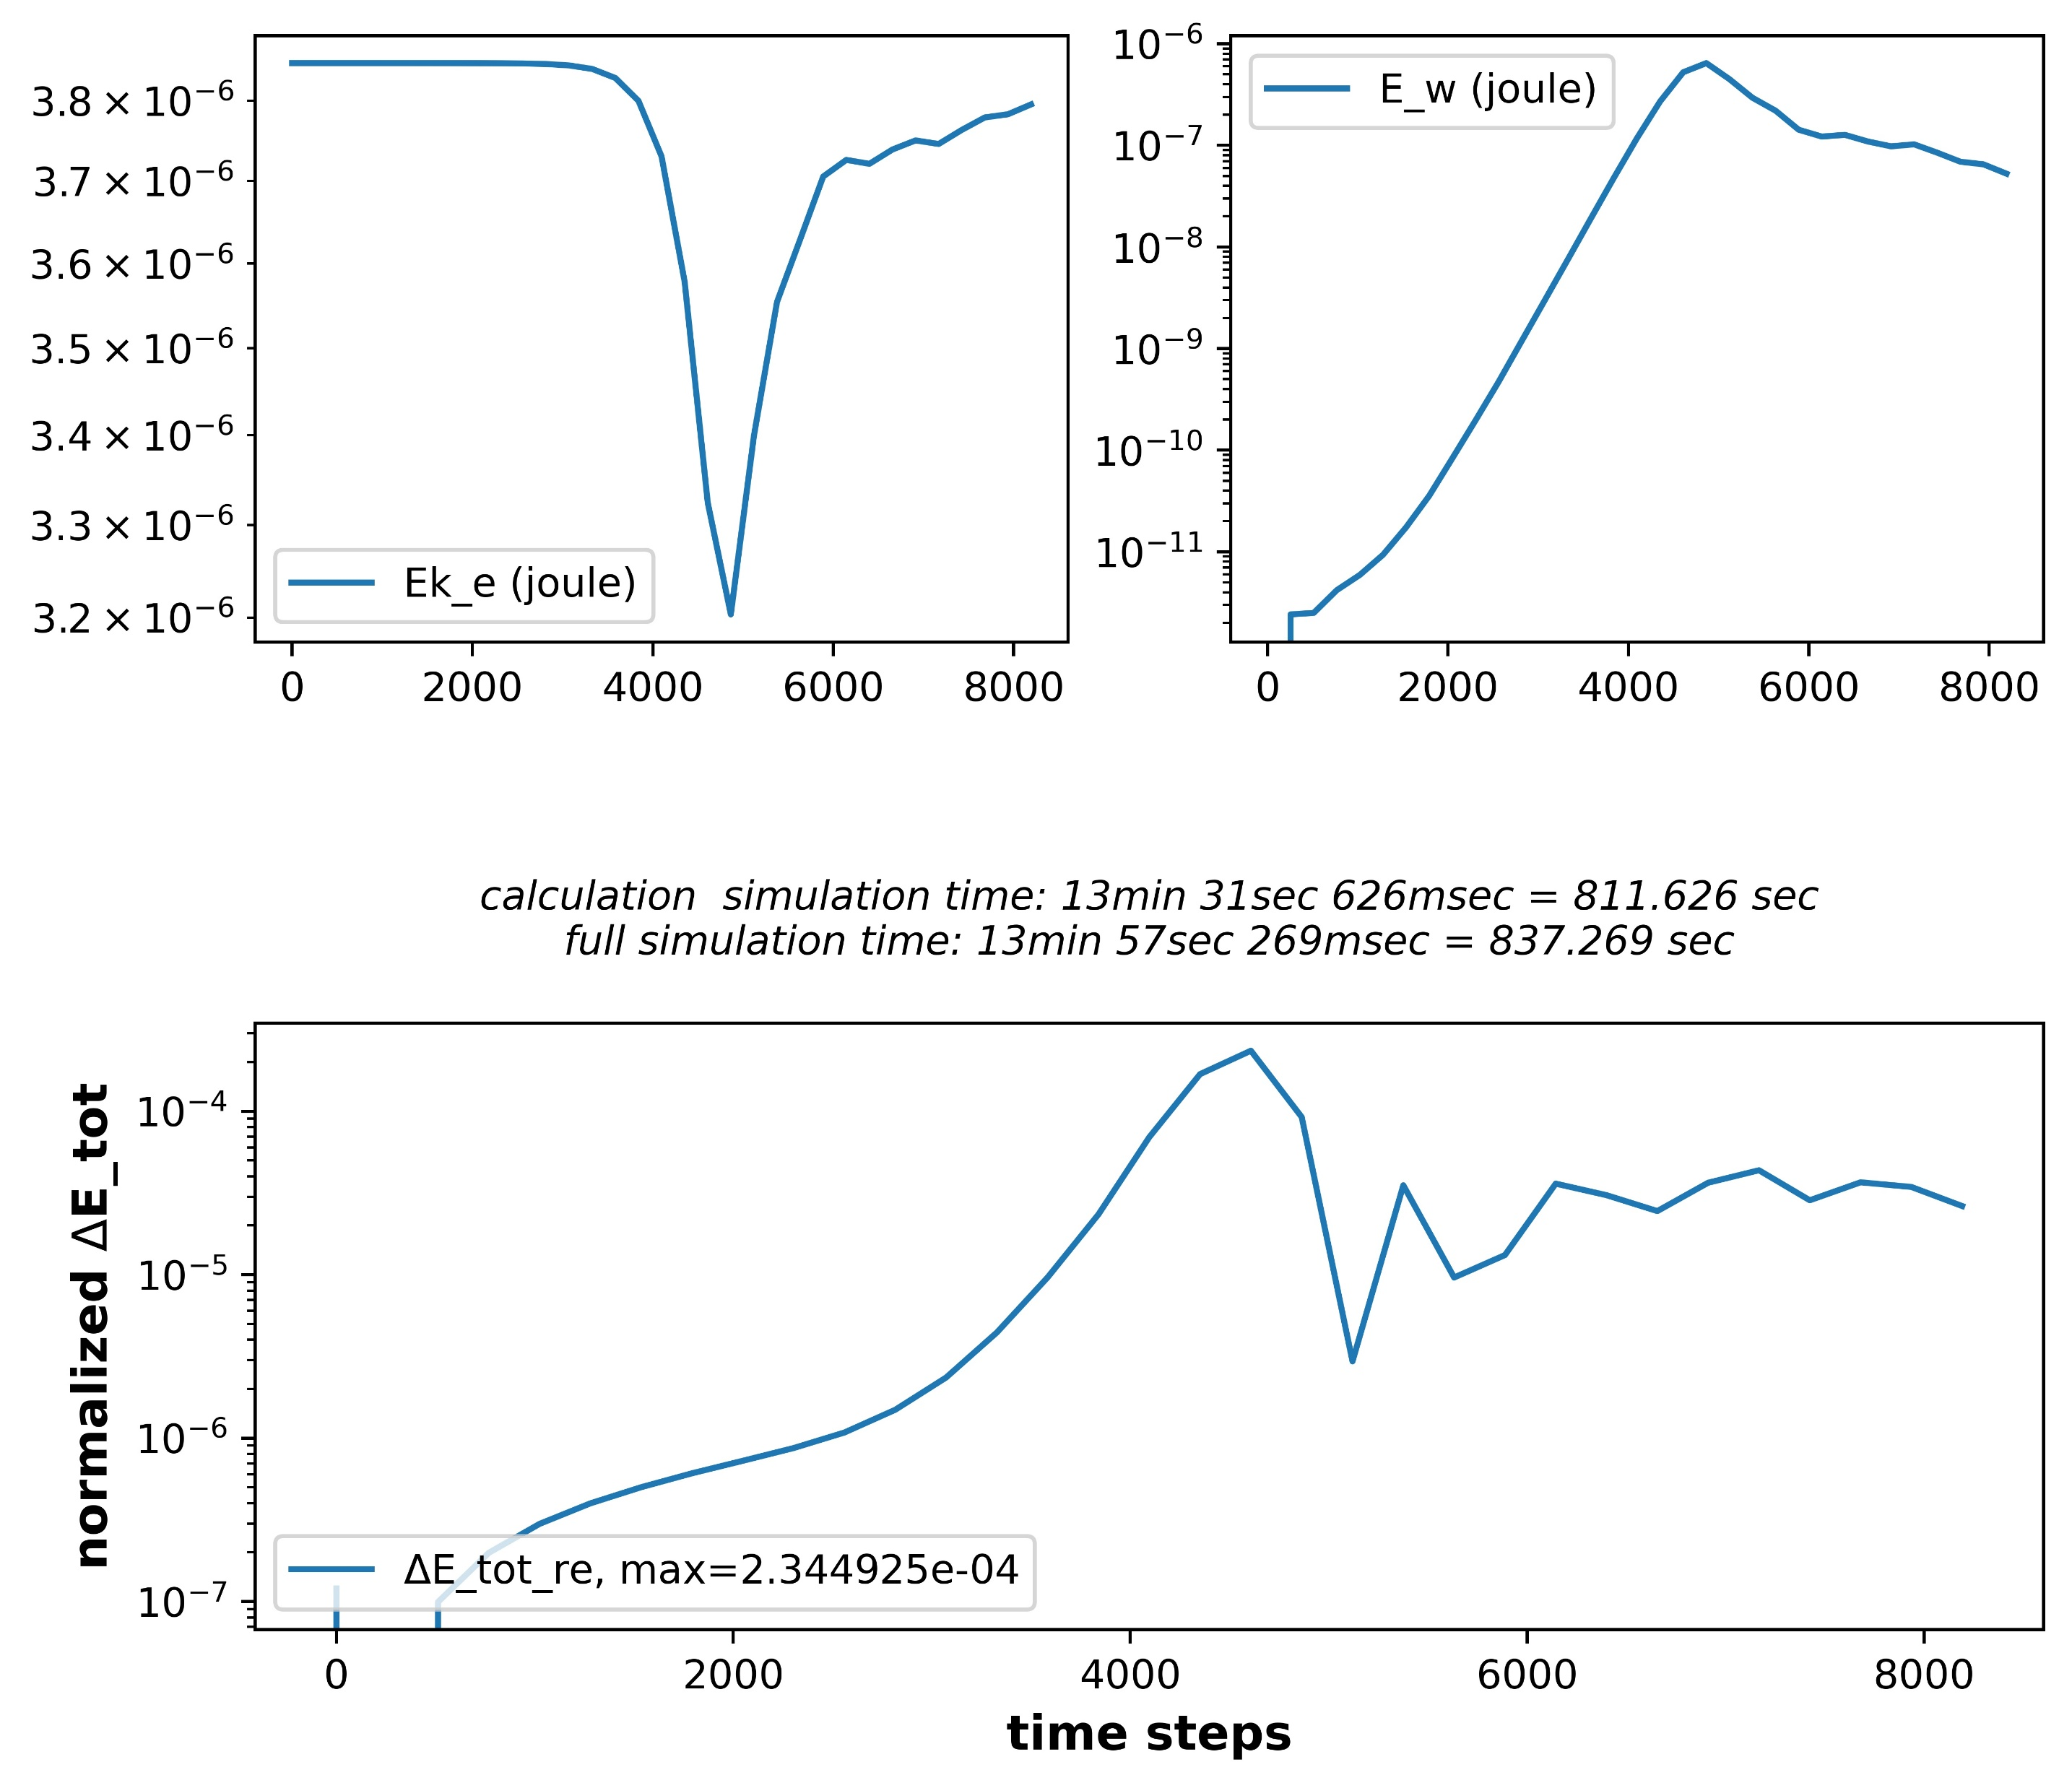 3.8 × 10⁻⁶
3.7 × 10⁻⁶
3.6 × 10⁻⁶
3.5 × 10⁻⁶
3.4 × 10⁻⁶
3.3 × 10⁻⁶
3.2 × 10⁻⁶
Ek_e (joule)
0 2000 4000 6000 8000
10⁻⁶
10⁻⁷
10⁻⁸
10⁻⁹
10⁻¹⁰
10⁻¹¹
E_w (joule)
0 2000 4000 6000 8000
calculation  simulation time: 13min 31sec 626msec = 811.626 sec
full simulation time: 13min 57sec 269msec = 837.269 sec
normalized ΔE_tot
10⁻⁴
10⁻⁵
10⁻⁶
10⁻⁷
ΔE_tot_re, max=2.344925e-04
0 2000 4000 6000 8000
time steps